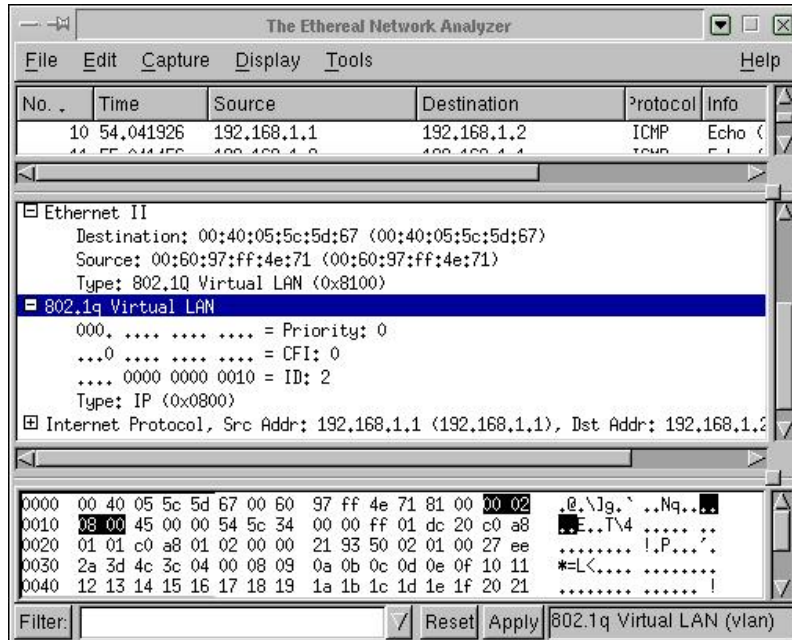 The Ethereal Network Analyzer
File Edit Capture Display Tools Help
No. . Time Source Destination Protocol Info
10 54.041926 192.168.1.1 192.168.1.2 ICMP Echo (
Ethernet II
Destination: 00:40:05:5c:5d:67 (00:40:05:5c:5d:67)
Source: 00:60:97:ff:4e:71 (00:60:97:ff:4e:71)
Type: 802.1Q Virtual LAN (0x8100)
802.1q Virtual LAN
000. .... .... .... = Priority: 0
...0 .... .... .... = CFI: 0
.... 0000 0000 0010 = ID: 2
Type: IP (0x0800)
Internet Protocol, Src Addr: 192.168.1.1 (192.168.1.1), Dst Addr: 192.168.1.2
0000 00 40 05 5c 5d 67 00 60 97 ff 4e 71 81 00 00 02 .@.\]g.` ..Nq....
0010 08 00 45 00 00 54 5c 34 00 00 ff 01 dc 20 c0 a8 ..E..T\4 ..... ..
0020 01 01 c0 a8 01 02 00 00 21 93 50 02 01 00 27 ee ........ !.P...'.
0030 2a 3d 4c 3c 04 00 08 09 0a 0b 0c 0d 0e 0f 10 11 *=L<.... ........
0040 12 13 14 15 16 17 18 19 1a 1b 1c 1d 1e 1f 20 21 ........ ...... !
Filter: Reset Apply 802.1q Virtual LAN (vlan)